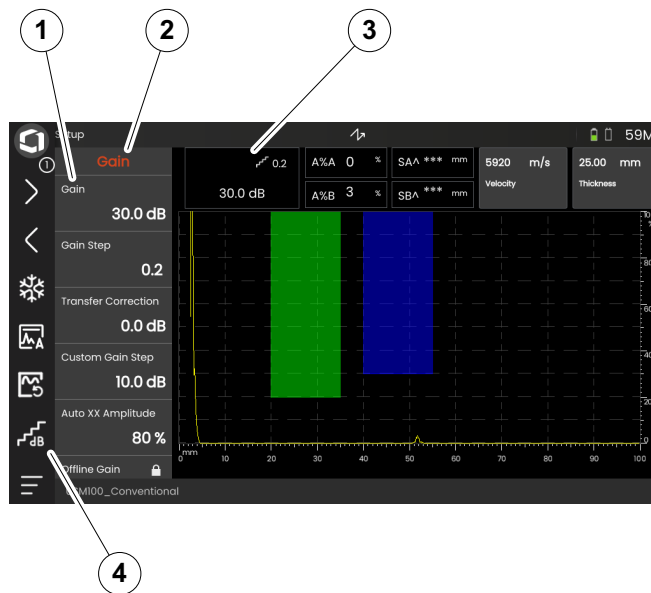 1
2
3
Setup
59M
1
Gain
0.2
30.0 dB
A%A 0 %
SA^ *** mm
5920 m/s
Velocity
25.00 mm
Thickness
A%B 3 %
SB^ *** mm
Gain
30.0 dB
Gain Step
0.2
Transfer Correction
0.0 dB
Custom Gain Step
10.0 dB
Auto XX Amplitude
80 %
Offline Gain
A
dB
80
60
40
20
0
0 mm 10 20 30 40 50 60 70 80 90 100
USM100_Conventional
4